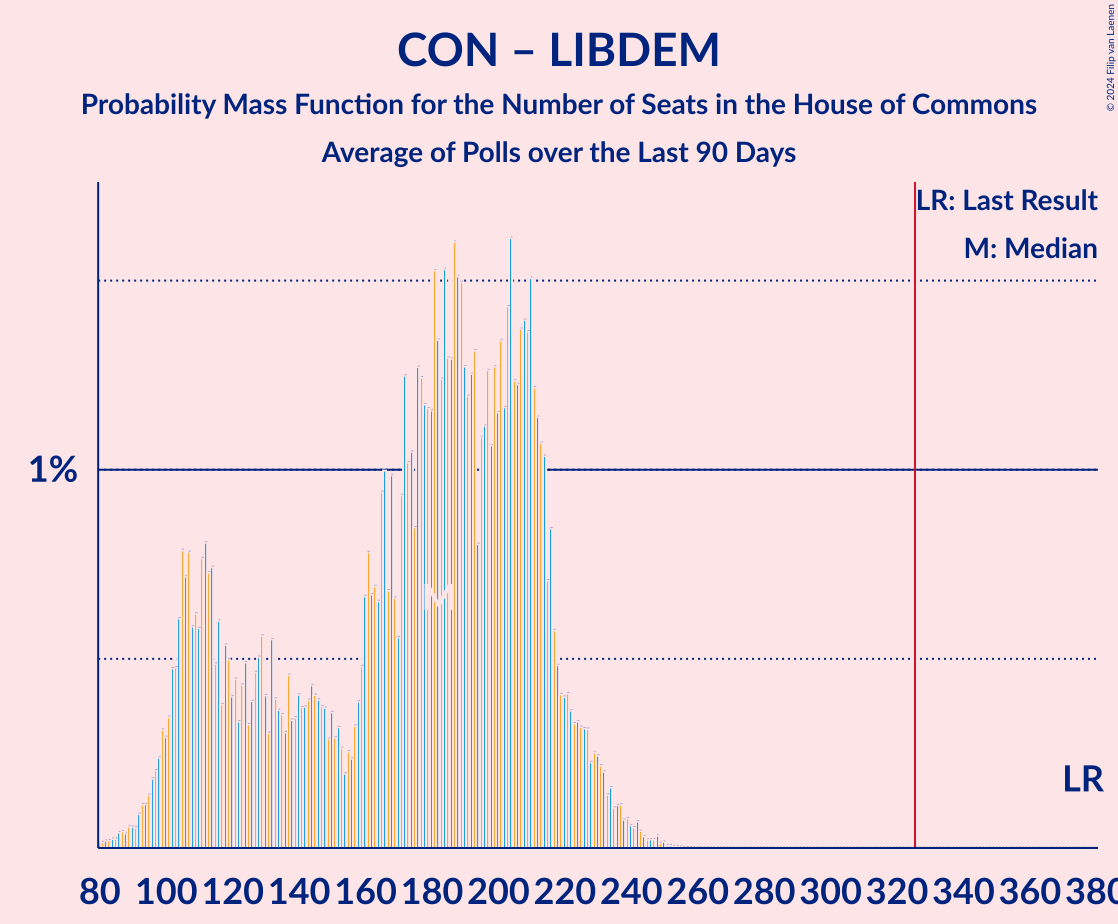 CON – LIBDEM
Probability Mass Function for the Number of Seats in the House of Commons
Average of Polls over the Last 90 Days
© 2024 Filip van Laenen
LR: Last Result
M: Median
1%
M
LR
80 100 120 140 160 180 200 220 240 260 280 300 320 340 360 380